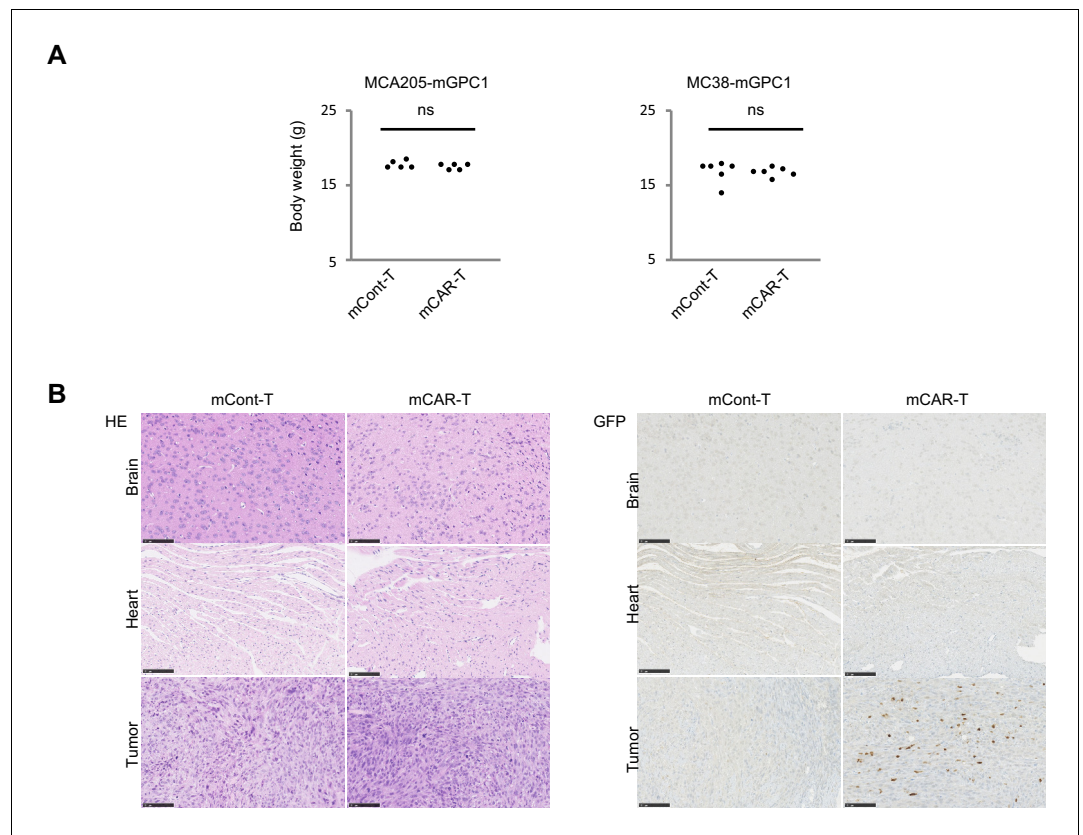 A
MCA205-mGPC1
MC38-mGPC1
ns
ns
Body weight (g)
25
15
5
25
15
5
mCont-T
mCAR-T
mCont-T
mCAR-T
B
mCont-T
mCAR-T
mCont-T
mCAR-T
HE
GFP
Brain
Heart
Tumor
Brain
Heart
Tumor